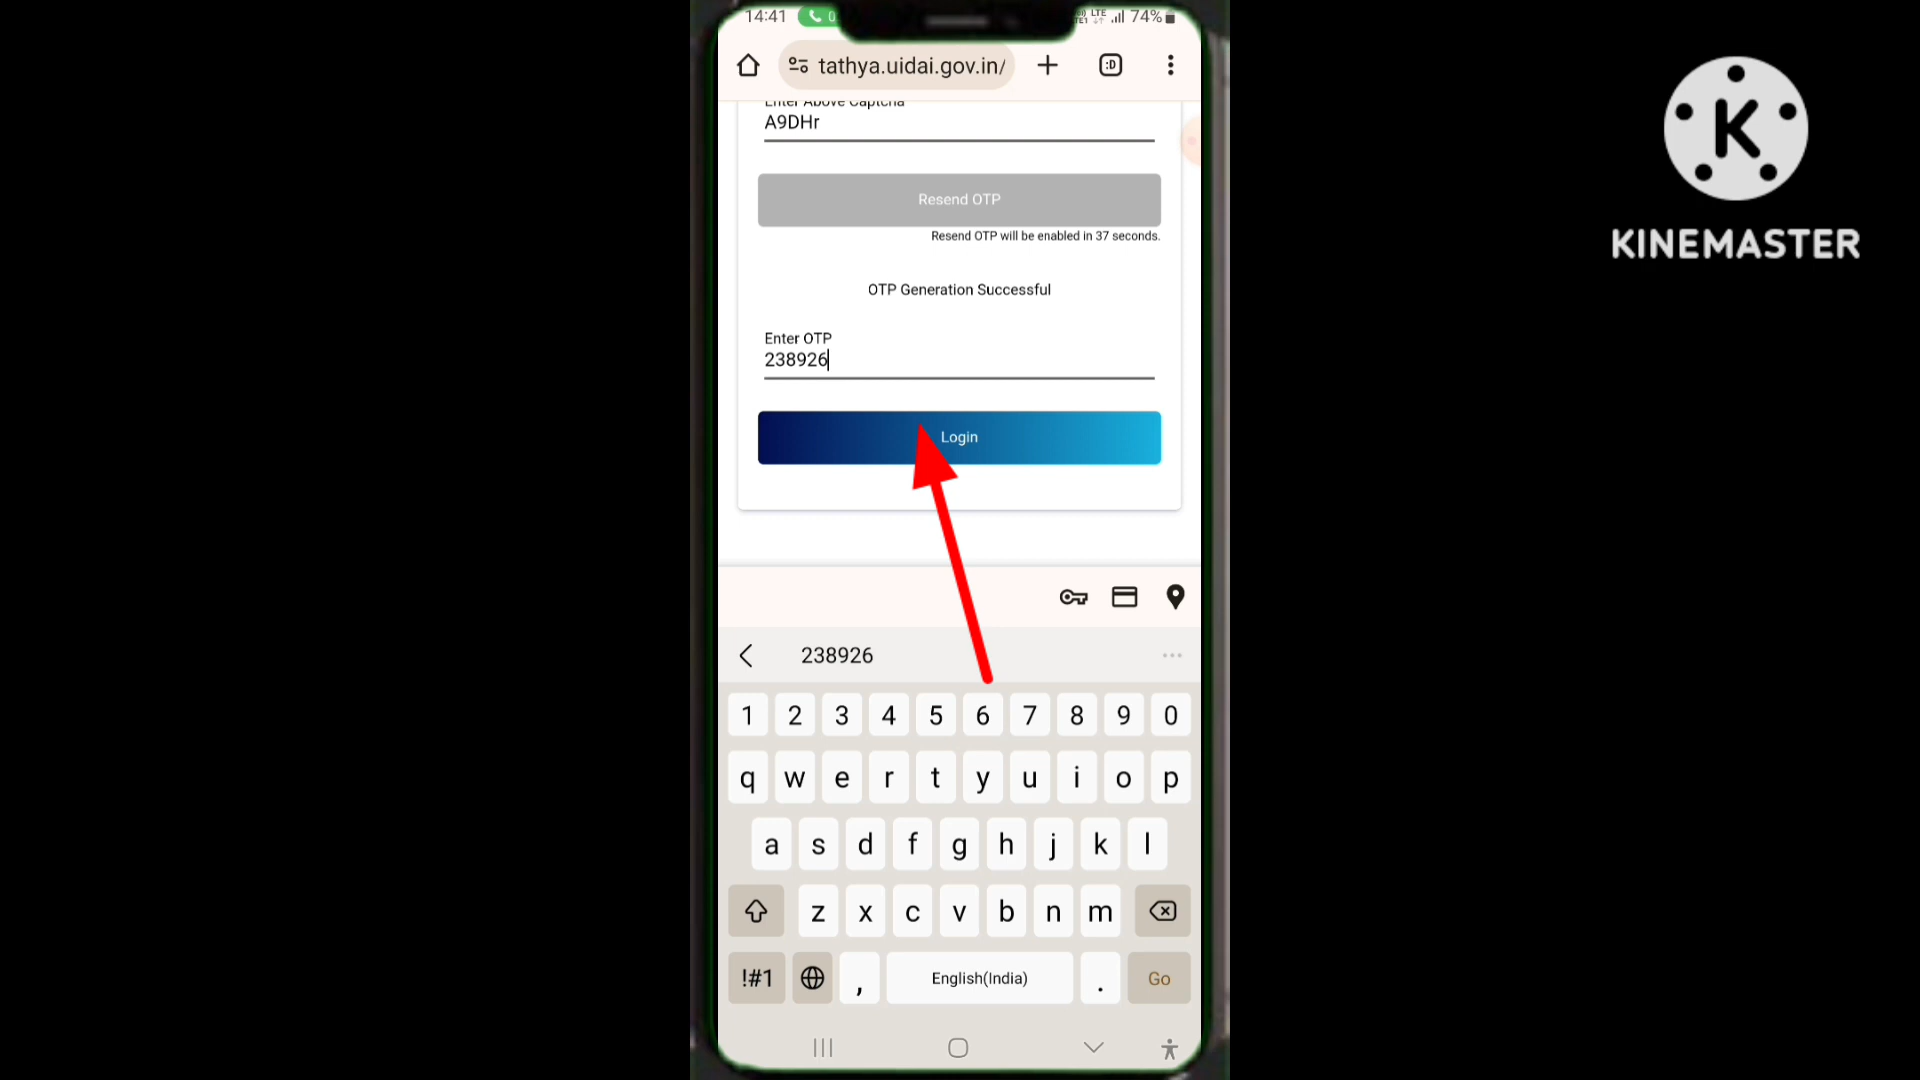 14:41
LTE
74%
tathya.uidai.gov.in/
:D
Enter Above Captcha
A9DHr
Resend OTP
Resend OTP will be enabled in 37 seconds.
OTP Generation Successful
Enter OTP
238926
Login
238926
1 2 3 4 5 6 7 8 9 0
q w e r t y u i o p
a s d f g h j k l
z x c v b n m
!#1 , English(India) . Go
K
KINEMASTER